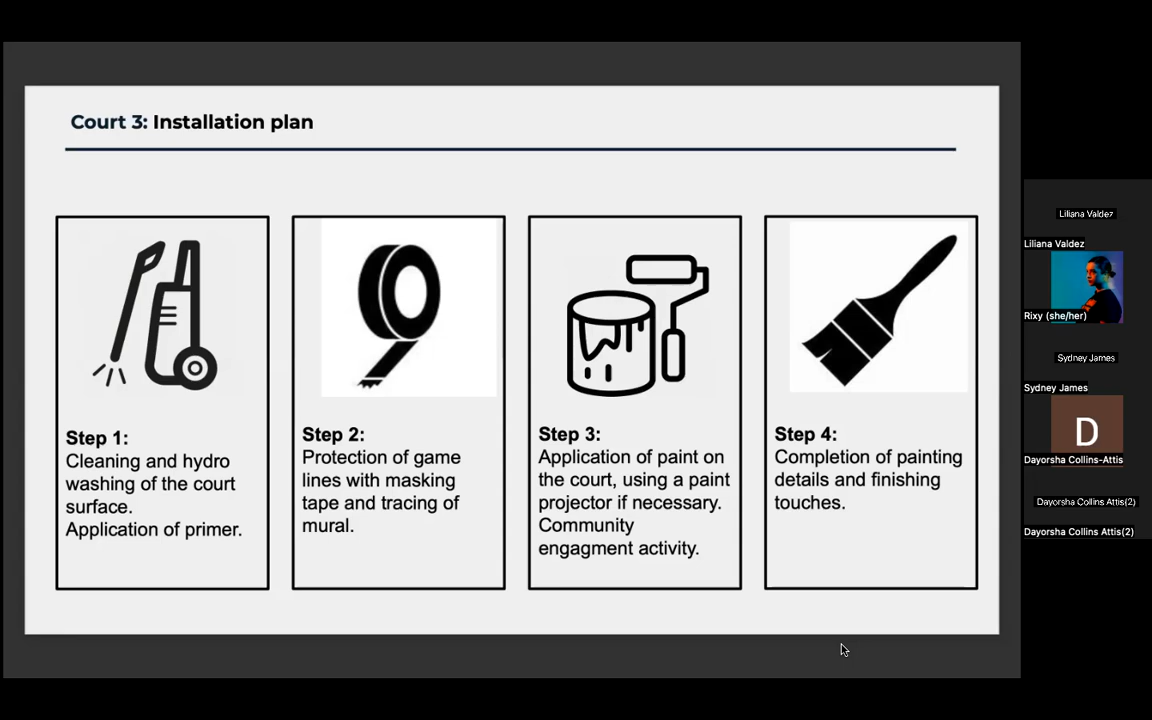 Court 3: Installation plan
Step 1:
Cleaning and hydro
washing of the court
surface.
Application of primer.
Step 2:
Protection of game
lines with masking
tape and tracing of
mural.
Step 3:
Application of paint on
the court, using a paint
projector if necessary.
Community
engagment activity.
Step 4:
Completion of painting
details and finishing
touches.
Liliana Valdez
Liliana Valdez
Rixy (she/her)
Sydney James
Sydney James
D
Dayorsha Collins-Attis
Dayorsha Collins Attis(2)
Dayorsha Collins Attis(2)